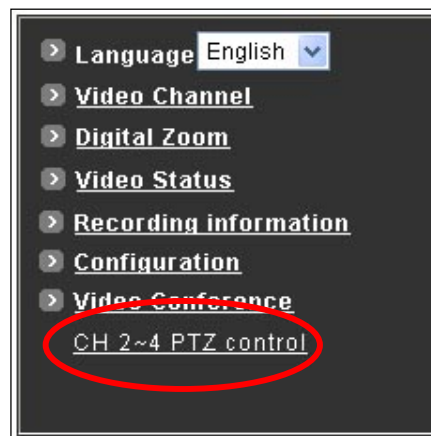 Language English
Video Channel
Digital Zoom
Video Status
Recording information
Configuration
Video Conference
CH 2~4 PTZ control